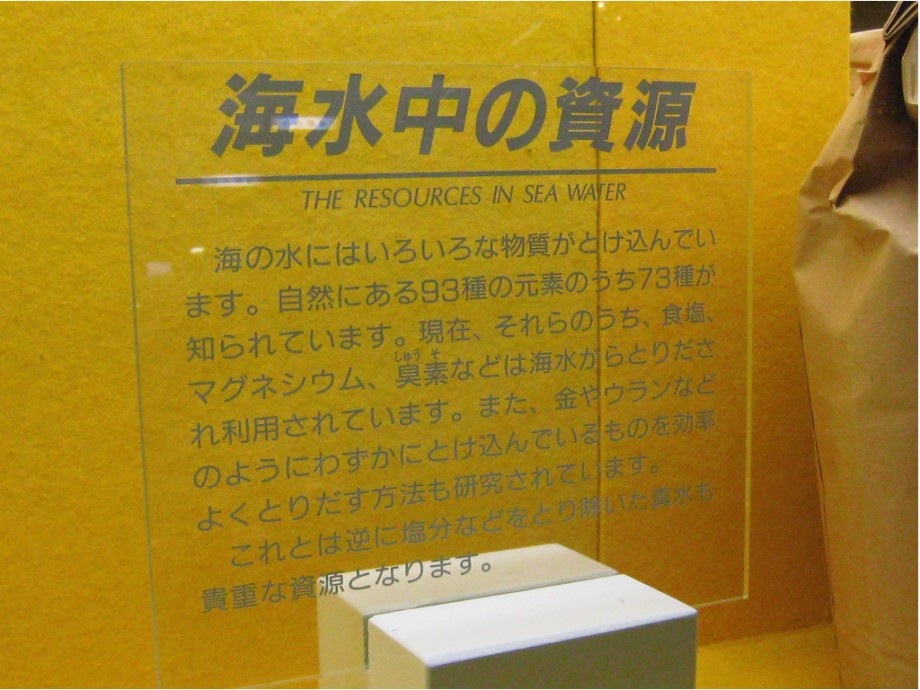 海水中の資源
THE RESOURCES IN SEA WATER
海の水にはいろいろな物質がとけ込んでい
ます。自然にある93種の元素のうち73種が
知られています。現在、それらのうち、食塩、
しゅう そ
マグネシウム、臭素などは海水からとりださ
れ利用されています。また、金やウランなど
のようにわずかにとけ込んでいるものを効率
よくとりだす方法も研究されています。
これとは逆に塩分などをとり除いた真水も
貴重な資源となります。